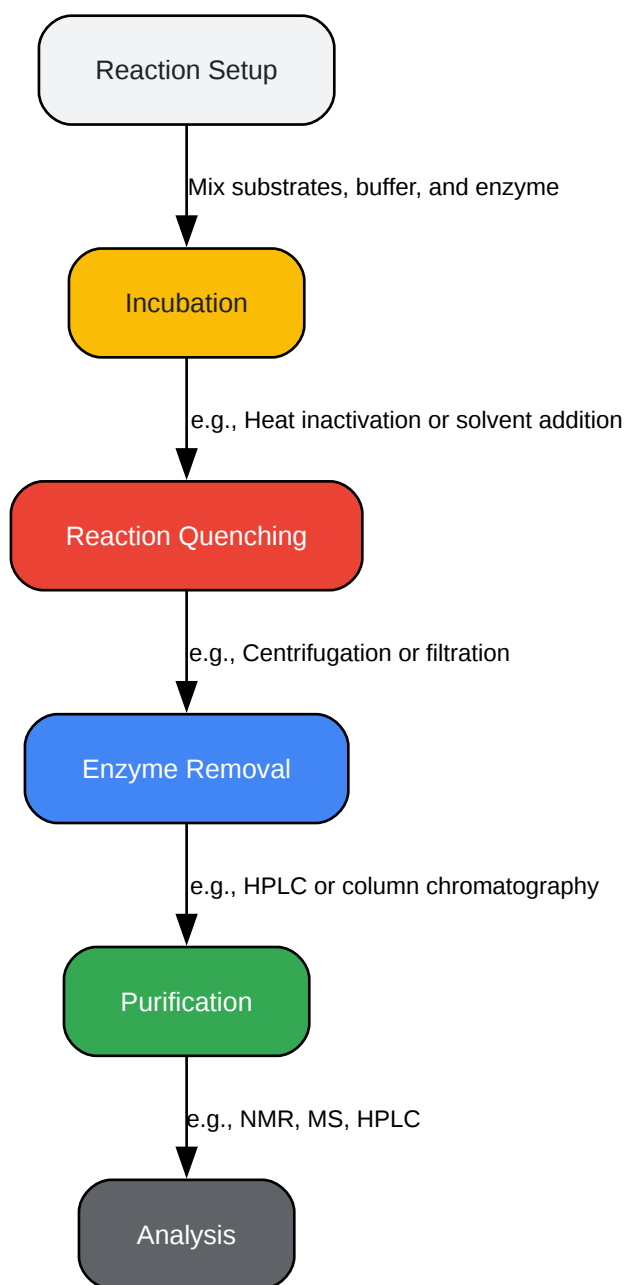 Reaction Setup
Mix substrates, buffer, and enzyme
Incubation
e.g., Heat inactivation or solvent addition
Reaction Quenching
e.g., Centrifugation or filtration
Enzyme Removal
e.g., HPLC or column chromatography
Purification
e.g., NMR, MS, HPLC
Analysis